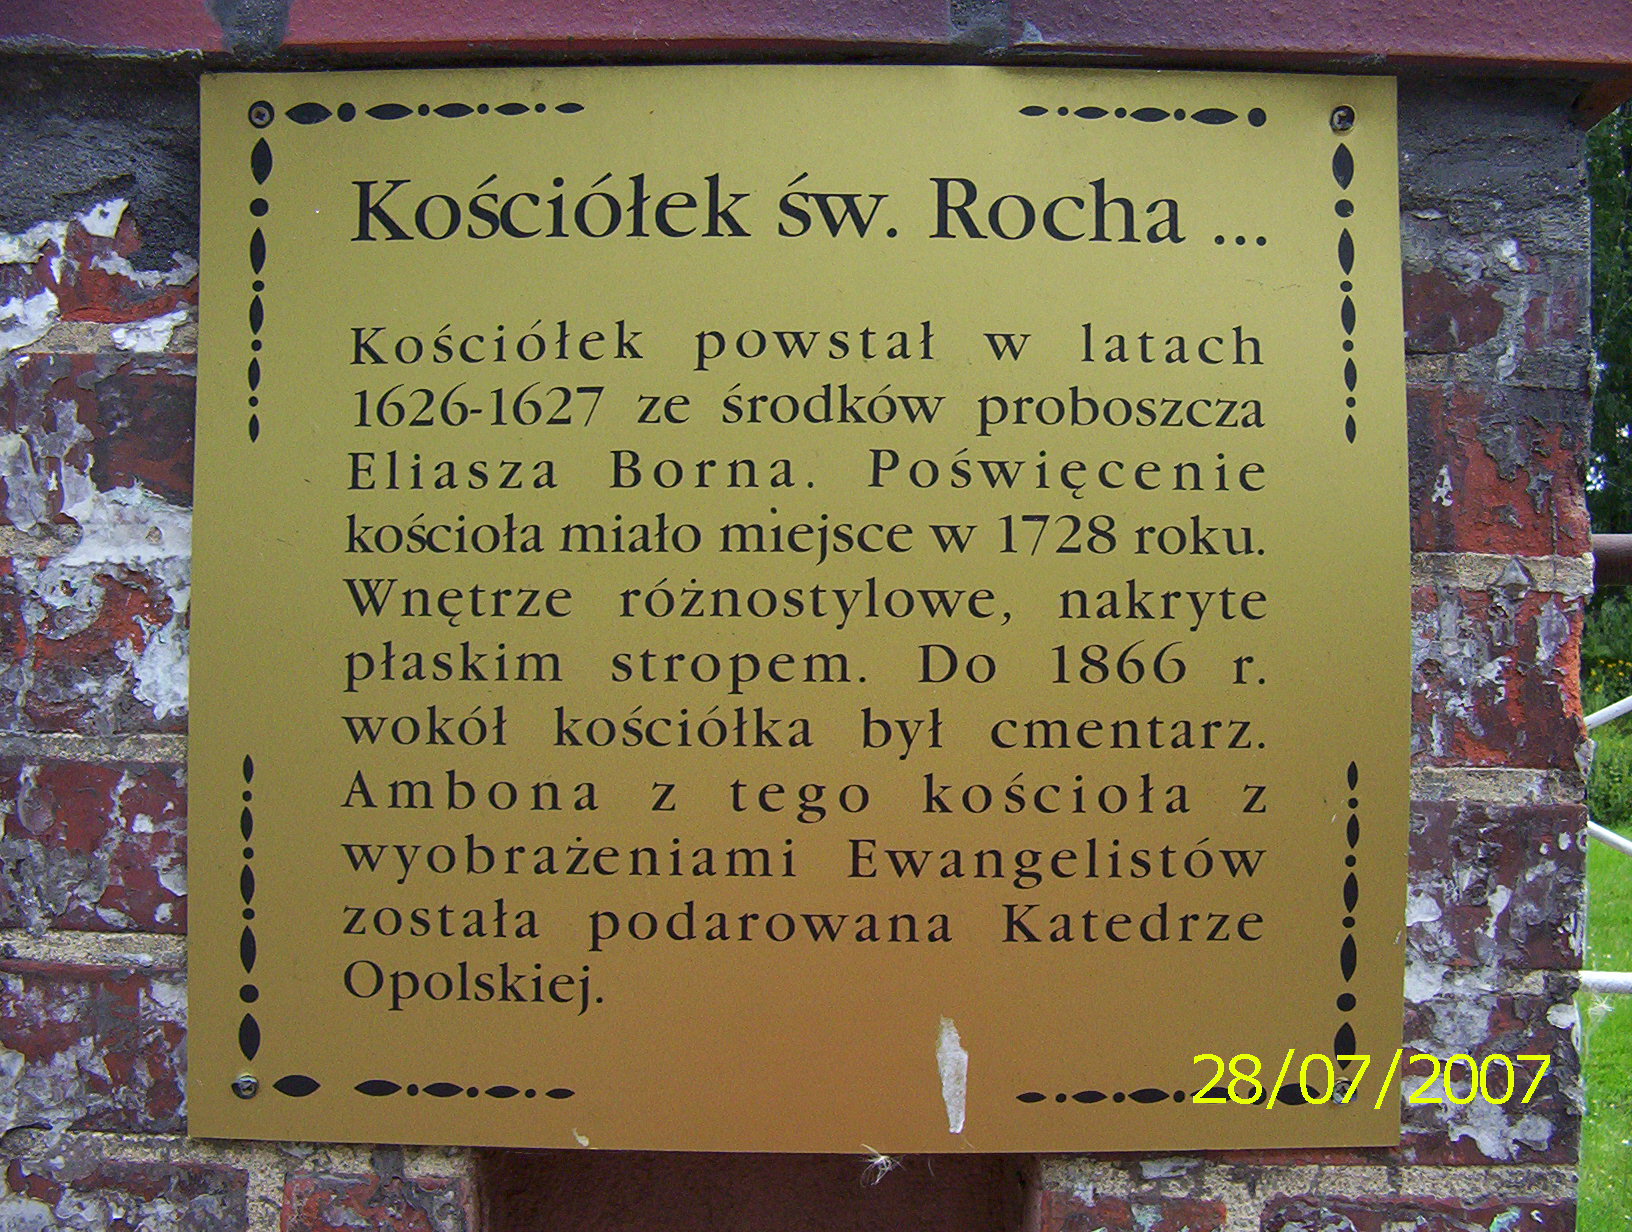 Kościółek św. Rocha ...
Kościółek powstał w latach
1626-1627 ze środków proboszcza
Eliasza Borna. Poświęcenie
kościoła miało miejsce w 1728 roku.
Wnętrze różnostylowe, nakryte
płaskim stropem. Do 1866 r.
wokół kościółka był cmentarz.
Ambona z tego kościoła z
wyobrażeniami Ewangelistów
została podarowana Katedrze
Opolskiej.
28/07/2007